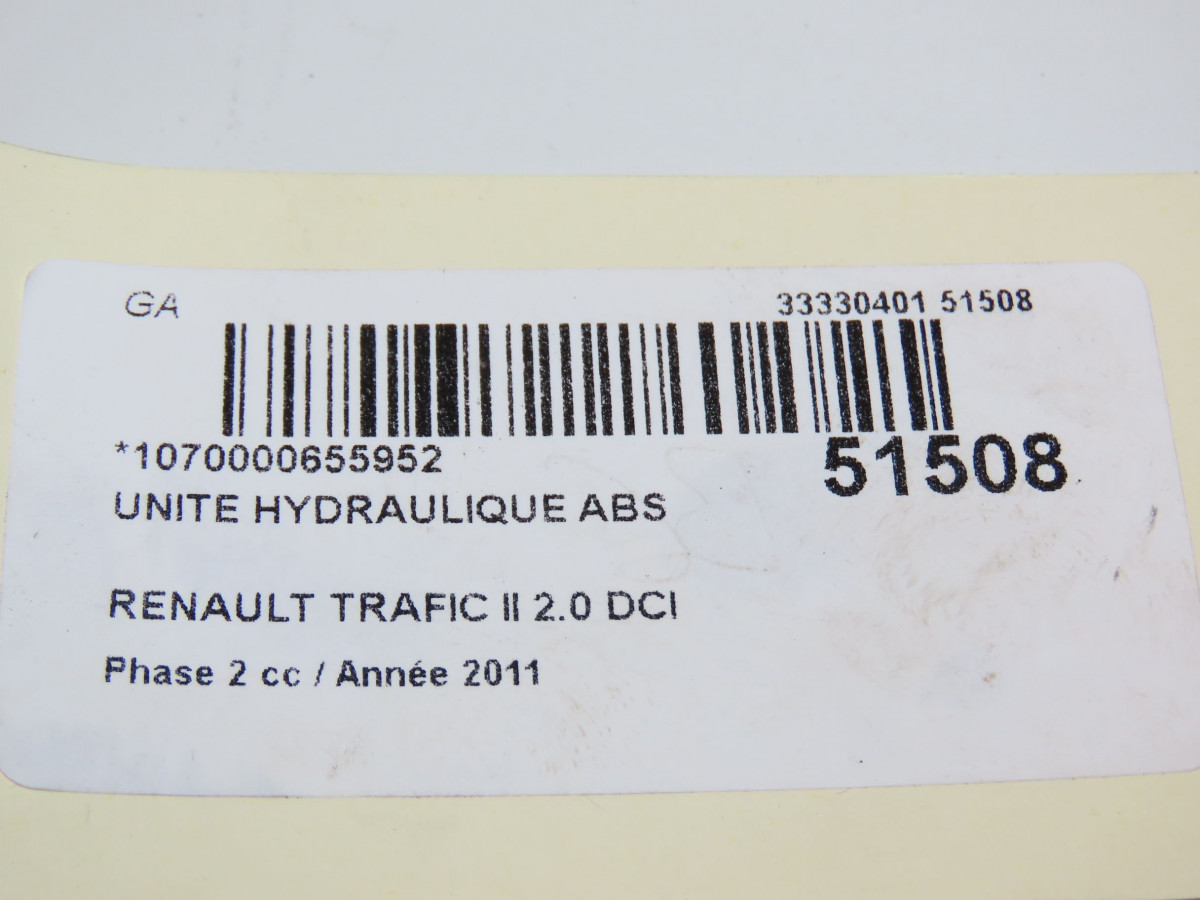 GA 33330401 51508
*1070000655952 51508
UNITE HYDRAULIQUE ABS
RENAULT TRAFIC II 2.0 DCI
Phase 2 cc / Année 2011